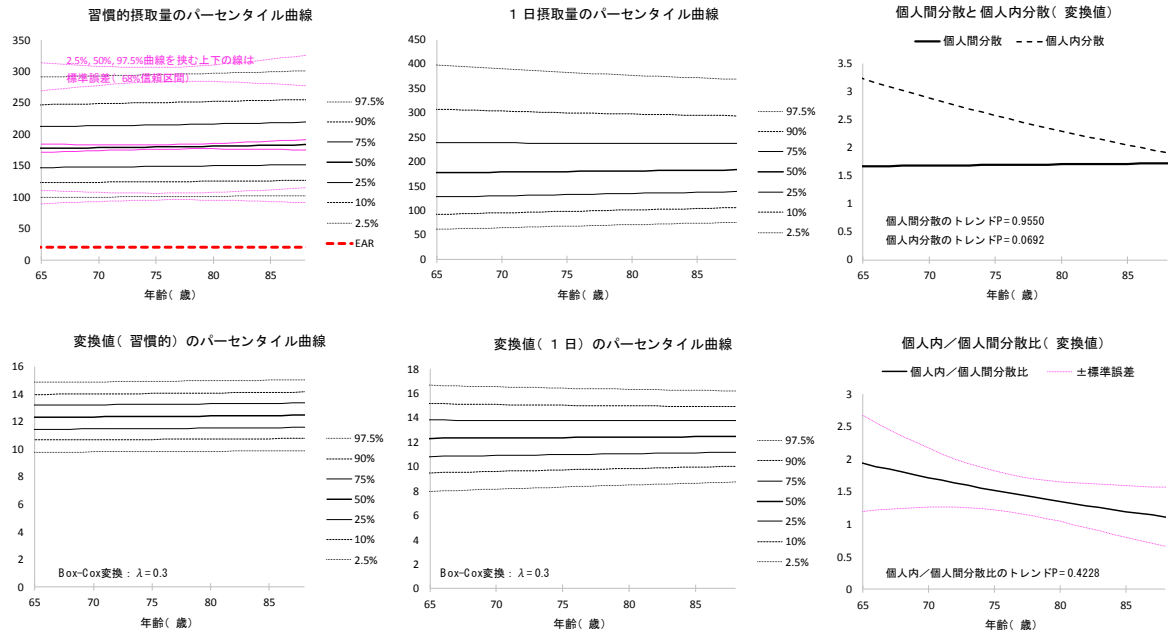 習慣的摂取量のパーセンタイル曲線
350
300
250
200
150
100
50
0
2.5%, 50%, 97.5%曲線を挟む上下の線は
標準誤差( 68%信頼区間)
65 70 75 80 85
年齢( 歳)
97.5%
90%
75%
50%
25%
10%
2.5%
EAR
1 日摂取量のパーセンタイル曲線
450
400
350
300
250
200
150
100
50
0
65 70 75 80 85
年齢( 歳)
97.5%
90%
75%
50%
25%
10%
2.5%
個人間分散と個人内分散( 変換値)
個人間分散 個人内分散
3.5
3
2.5
2
1.5
1
0.5
0
個人間分散のトレンドP=0.9550
個人内分散のトレンドP=0.0692
65 70 75 80 85
年齢( 歳)
変換値( 習慣的) のパーセンタイル曲線
16
14
12
10
8
6
4
2
0
Box-Cox変換: λ=0.3
65 70 75 80 85
年齢( 歳)
97.5%
90%
75%
50%
25%
10%
2.5%
変換値( 1 日) のパーセンタイル曲線
18
16
14
12
10
8
6
4
2
0
Box-Cox変換: λ=0.3
65 70 75 80 85
年齢( 歳)
97.5%
90%
75%
50%
25%
10%
2.5%
個人内/個人間分散比( 変換値)
個人内/個人間分散比 ±標準誤差
3
2.5
2
1.5
1
0.5
0
個人内/個人間分散比のトレンドP=0.4228
65 70 75 80 85
年齢( 歳)